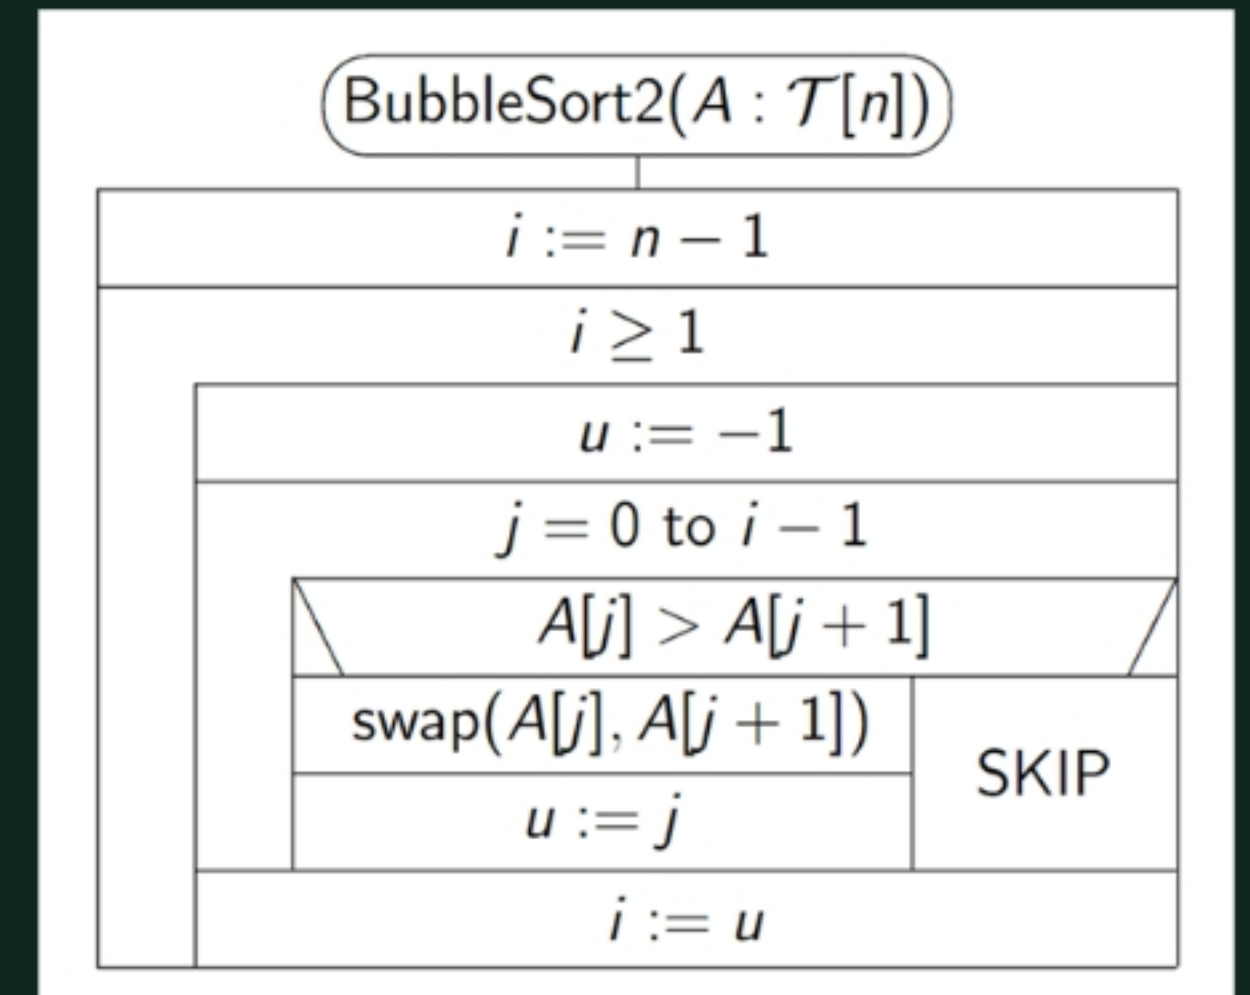 BubbleSort2(A : 𝒯[n])
i := n − 1
i ≥ 1
u := −1
j = 0 to i − 1
A[j] > A[j + 1]
swap(A[j], A[j + 1])
SKIP
u := j
i := u